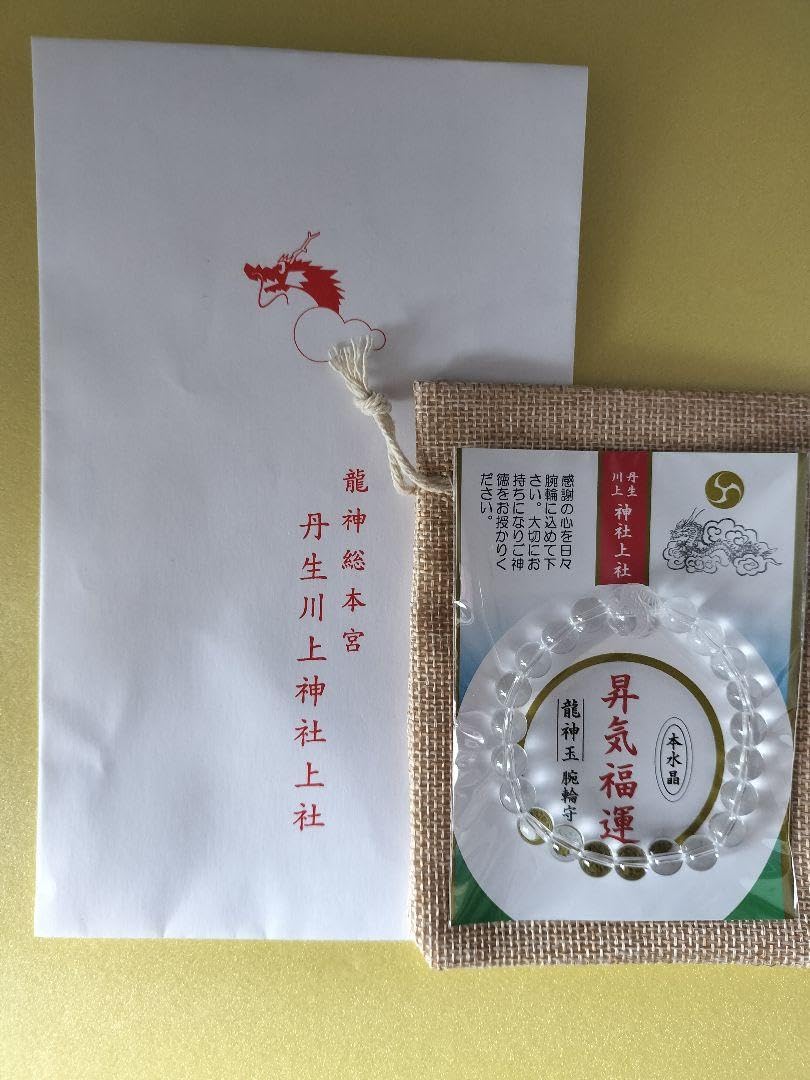 龍神総本宮
丹生川上神社上社
丹生
川上
神社上社
感謝の心を日々
腕輪に込めて下
さい。大切にお
持ちになりご神
徳をお授かりく
ださい。
本水晶
昇気福運
龍神玉
腕輪守